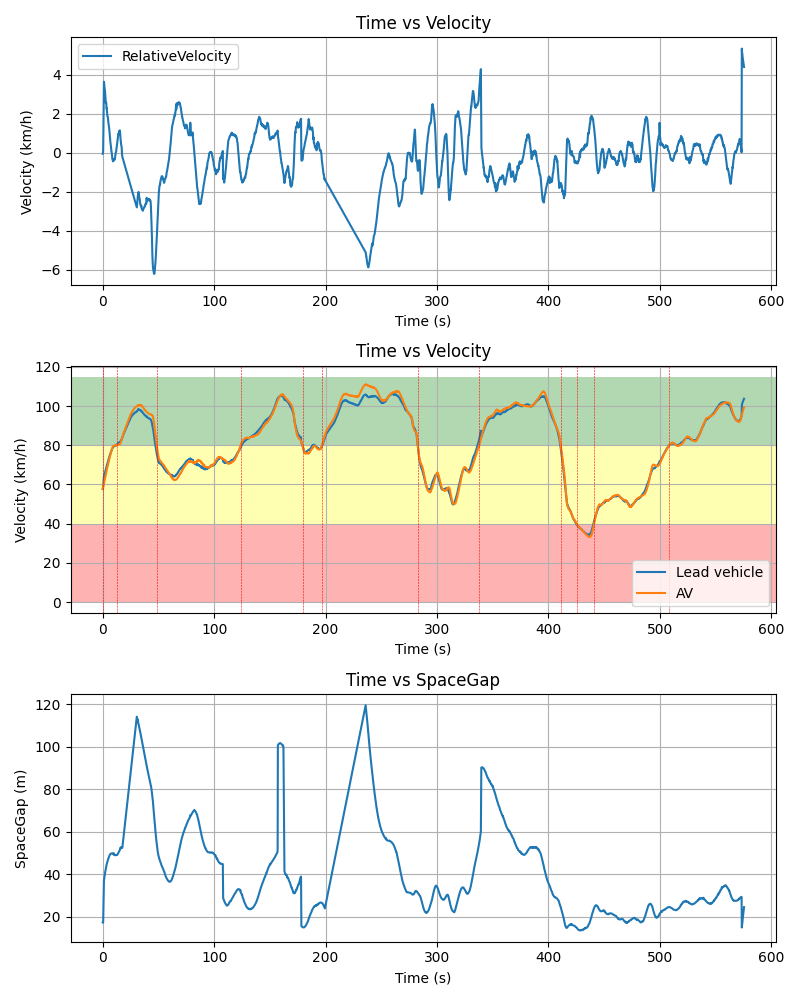 Time vs Velocity
RelativeVelocity
Velocity (km/h)
4
2
0
−2
−4
−6
0 100 200 300 400 500 600
Time (s)
Time vs Velocity
Velocity (km/h)
120
100
80
60
40
20
0
Lead vehicle
AV
0 100 200 300 400 500 600
Time (s)
Time vs SpaceGap
SpaceGap (m)
120
100
80
60
40
20
0 100 200 300 400 500 600
Time (s)